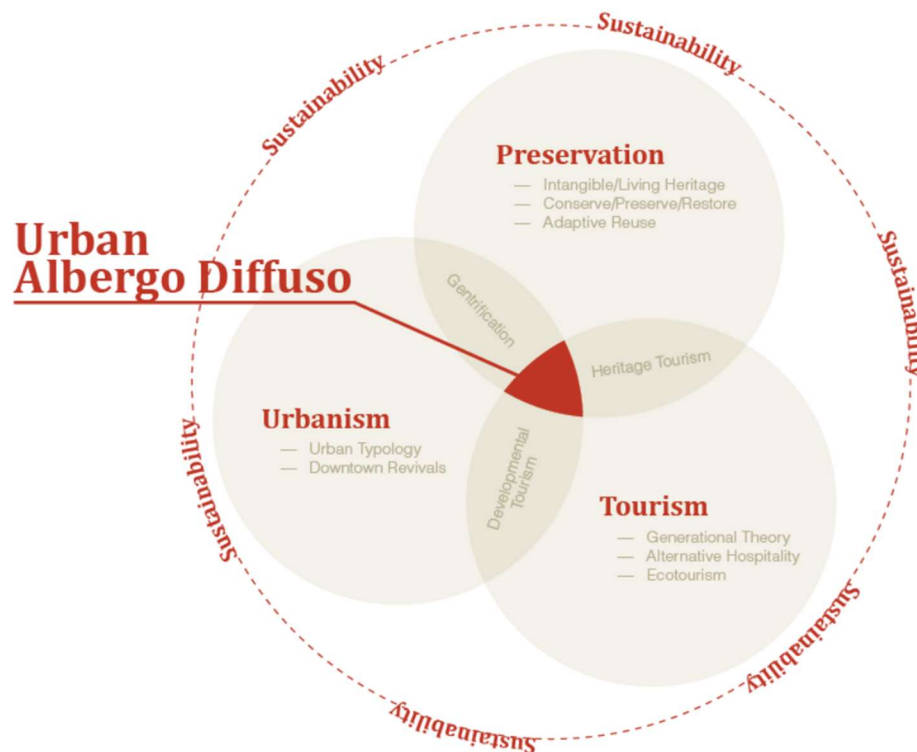 Sustainability
Sustainability
Preservation
— Intangible/Living Heritage
— Conserve/Preserve/Restore
— Adaptive Reuse
Urban
Albergo Diffuso
Sustainability
Gentrification
Heritage Tourism
Urbanism
— Urban Typology
— Downtown Revivals
Sustainability
Developmental
Tourism
Tourism
— Generational Theory
— Alternative Hospitality
— Ecotourism
Sustainability
Sustainability